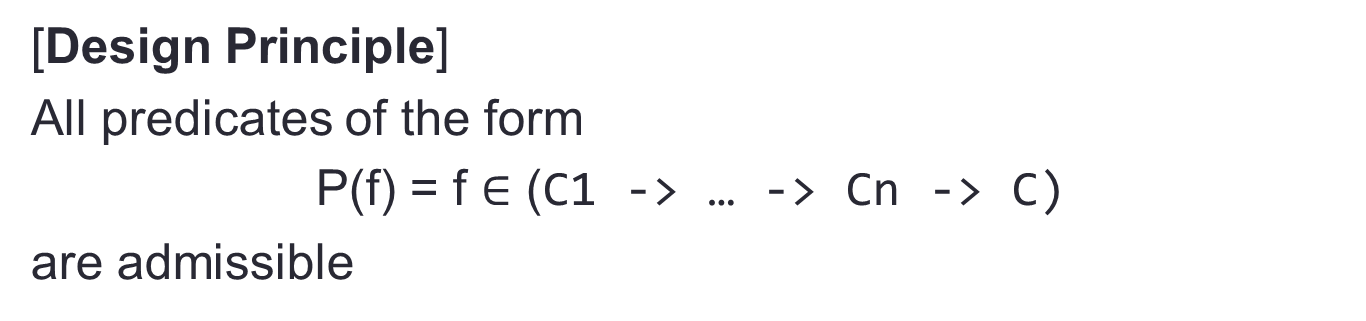 [Design Principle]
All predicates of the form
P(f) = f ∈ (C1 -> … -> Cn -> C)
are admissible